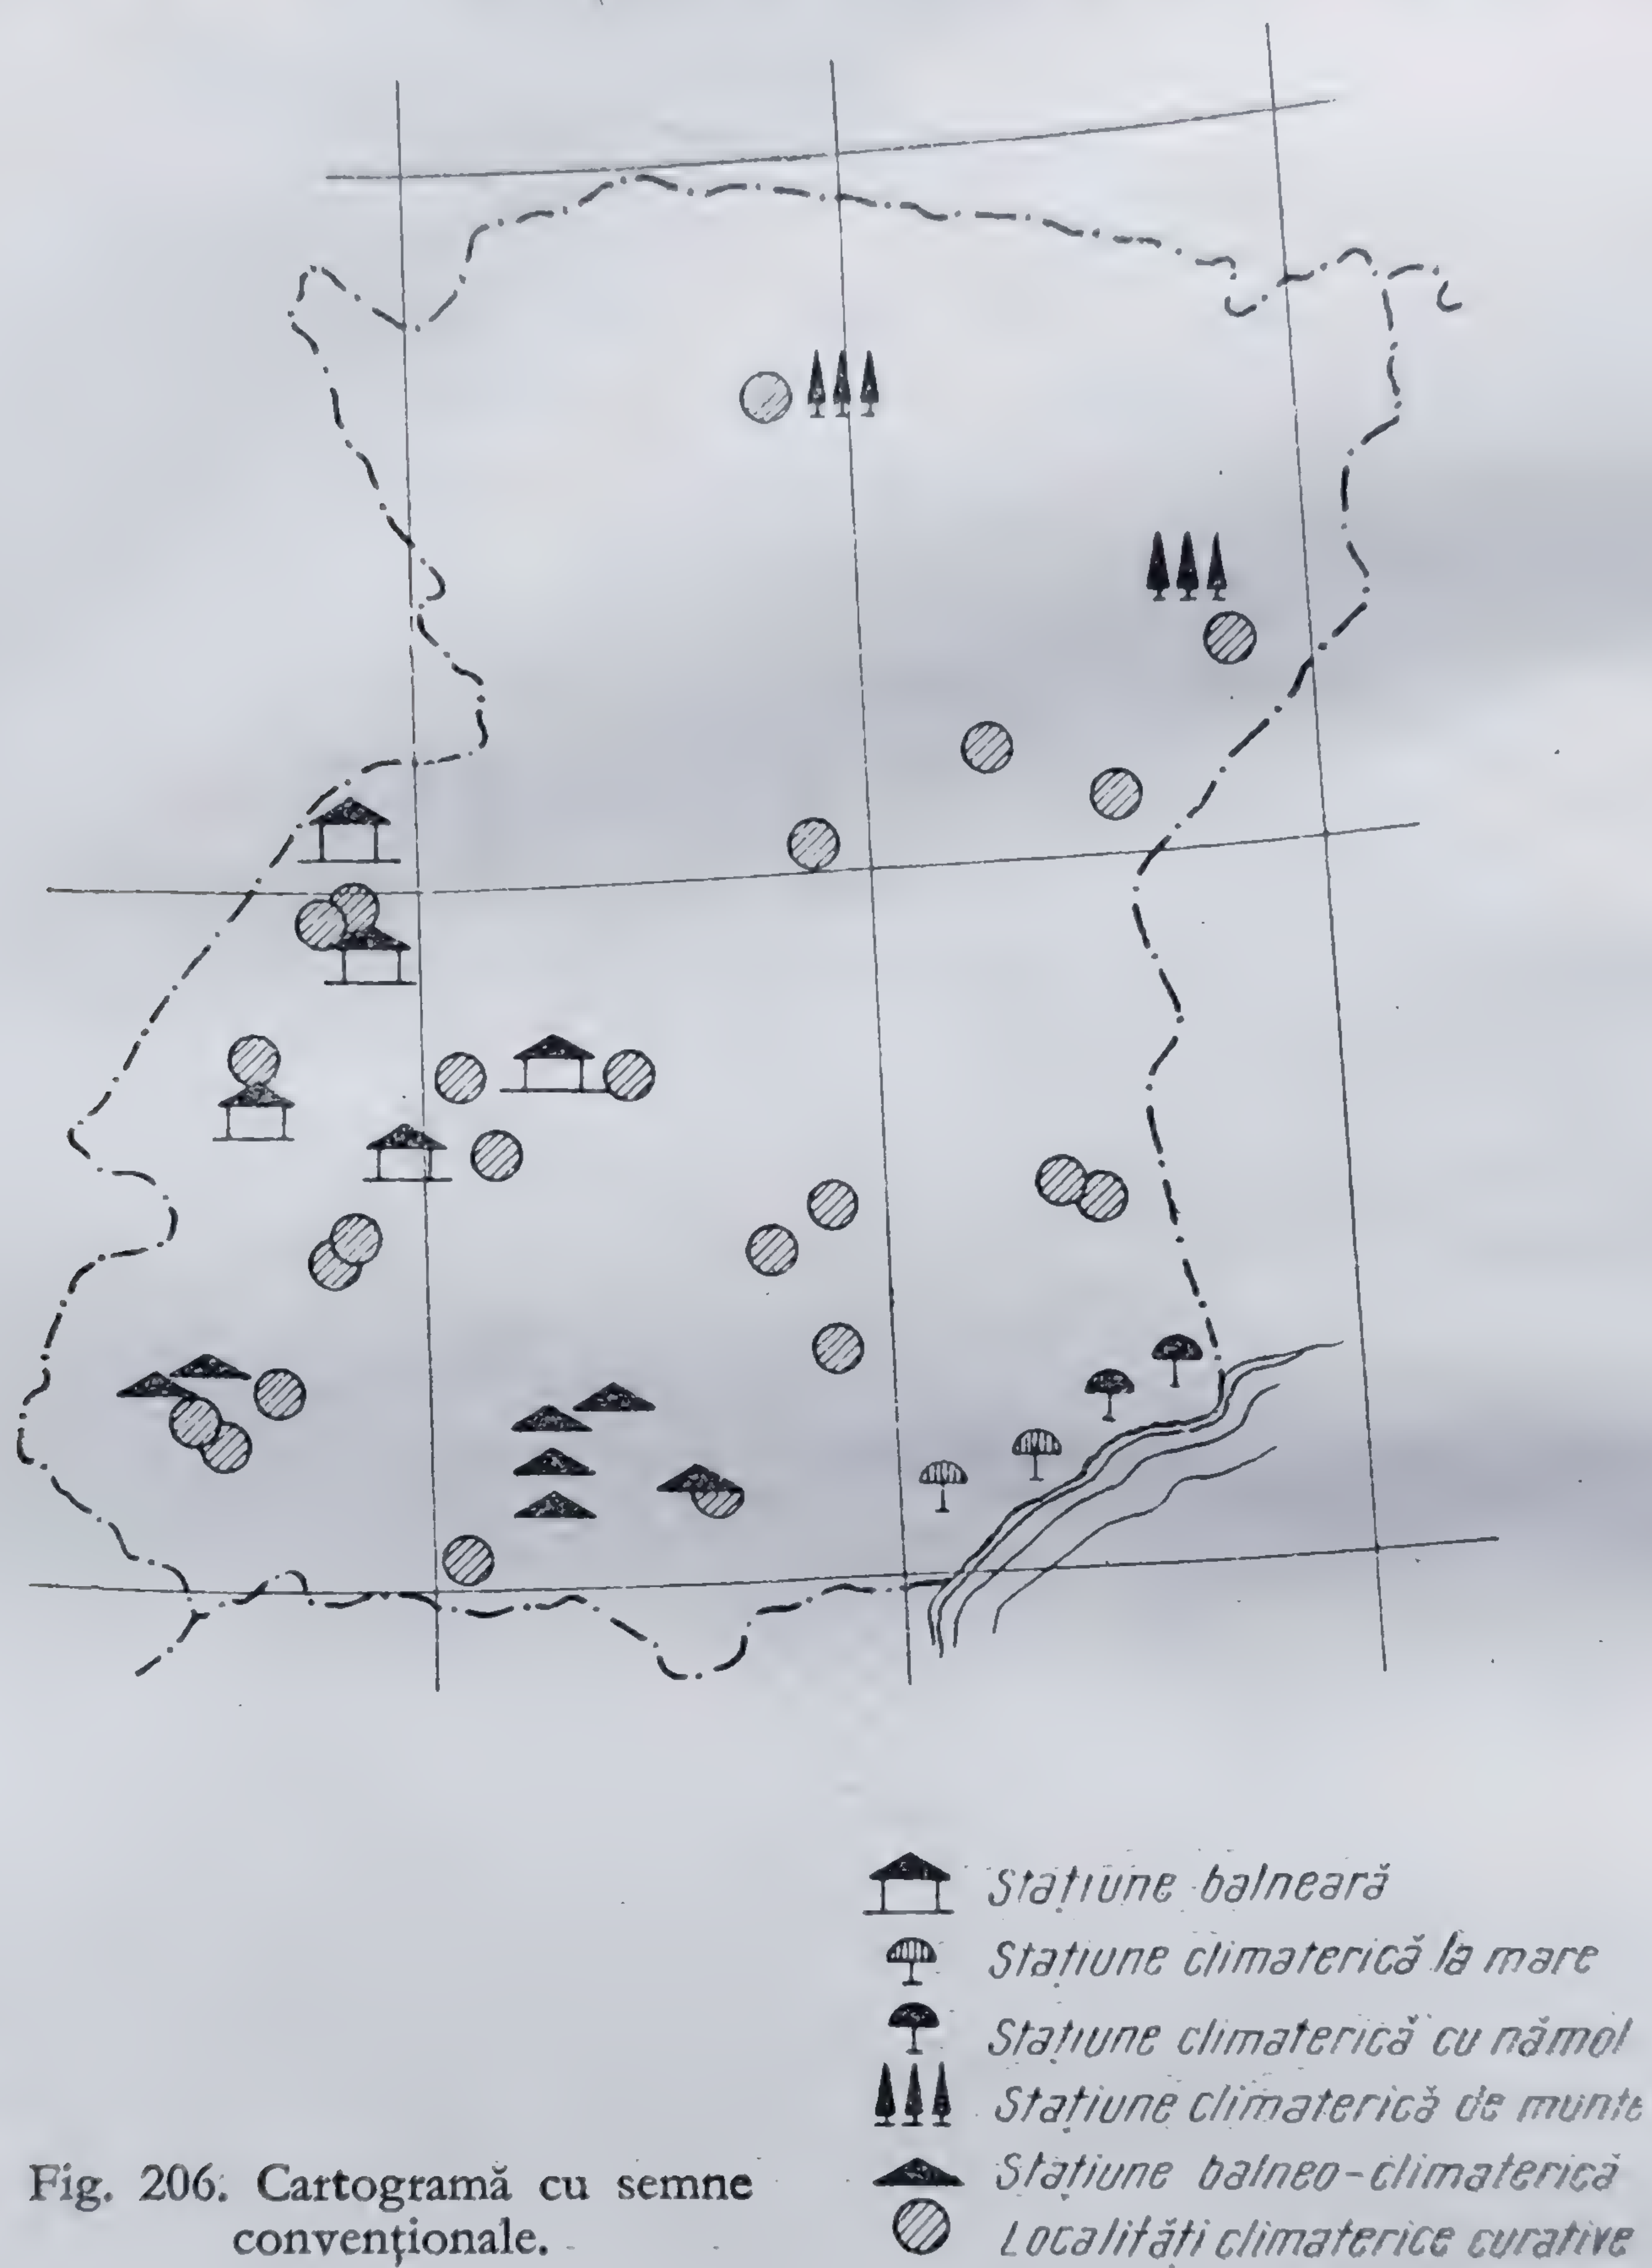 Stațiune balneară
Stațiune climaterică la mare
Stațiune climaterică cu nămol
Stațiune climaterică de munte
Stațiune balneo-climaterică
Localități climaterice curative
Fig. 206. Cartogramă cu semne
convenționale.